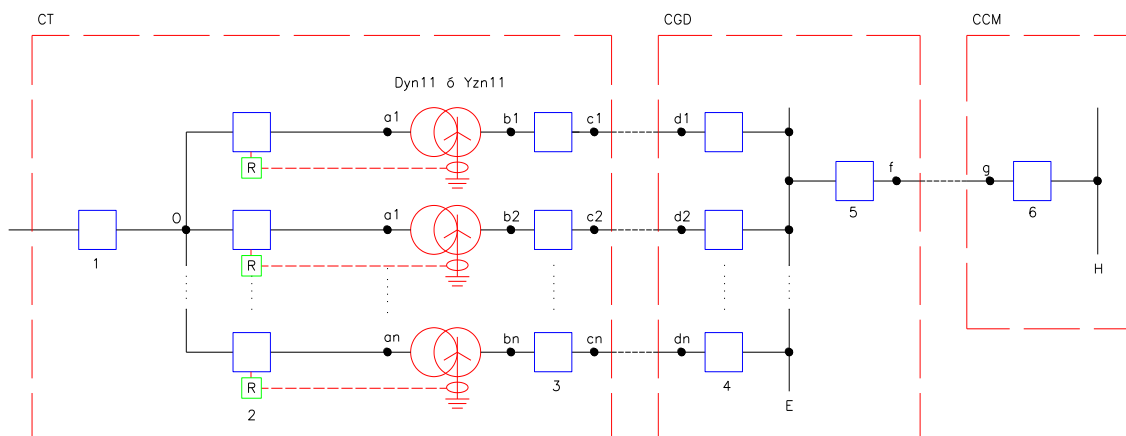 CT
CGD
CCM
Dyn11 ó Yzn11
a1
b1
c1
d1
R
f
g
5
6
O
a1
b2
c2
d2
1
R
H
an
bn
cn
dn
R
2
3
4
E